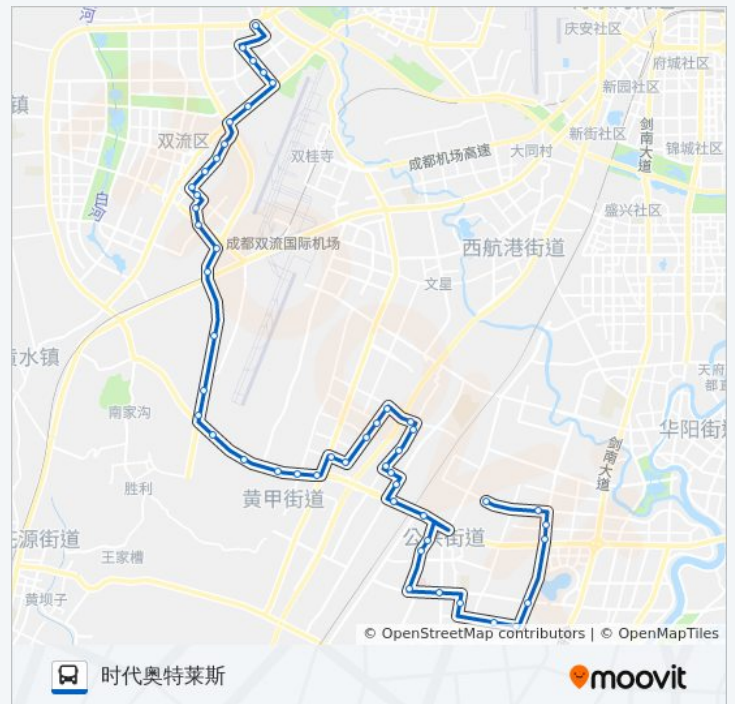 河
庆安社区
府城社区
镇
新园社区
剑南大道
新街社区
双流区
双桂寺
成都机场高速
大同村
锦城社区
白河
盛兴社区
成都双流国际机场
西航港街道
文星
黄水镇
天府
都
南家沟
华阳街道
剑南大道
胜利
黄甲街道
公兴街道
王家槽
黄坝子
© OpenStreetMap contributors | © OpenMapTiles
时代奥特莱斯
moovit